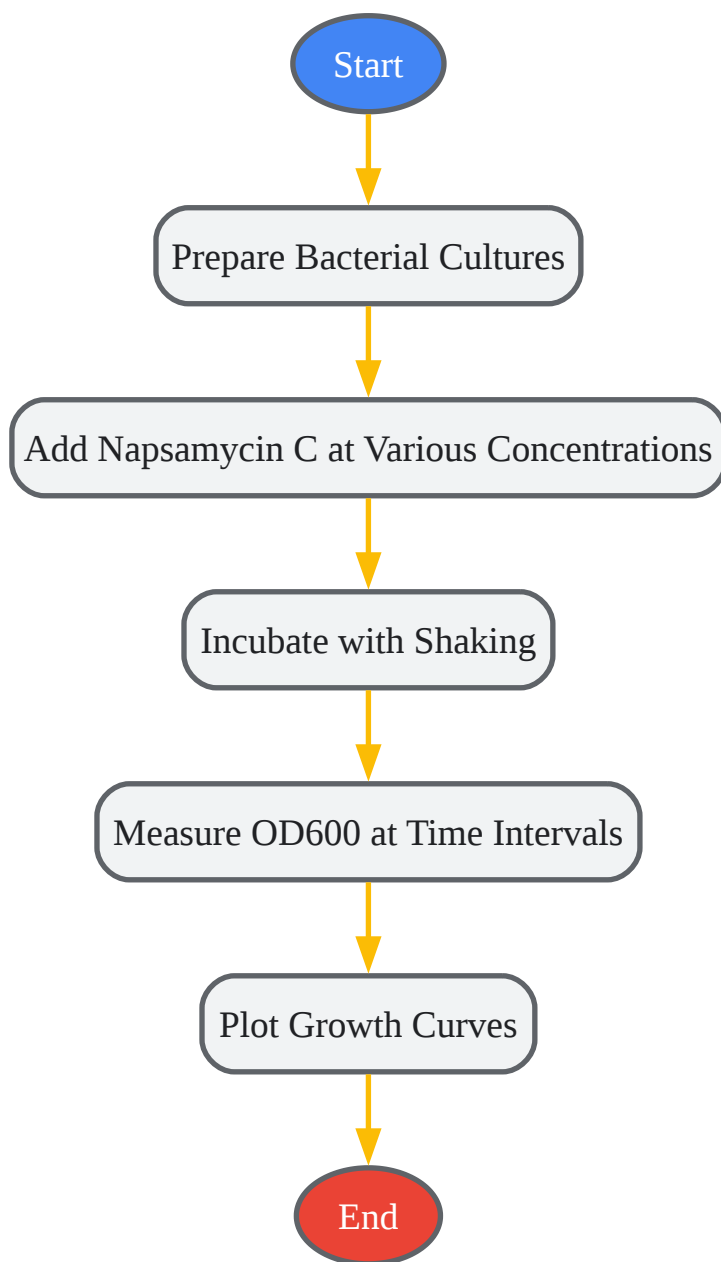 Start
Prepare Bacterial Cultures
Add Napsamycin C at Various Concentrations
Incubate with Shaking
Measure OD600 at Time Intervals
Plot Growth Curves
End